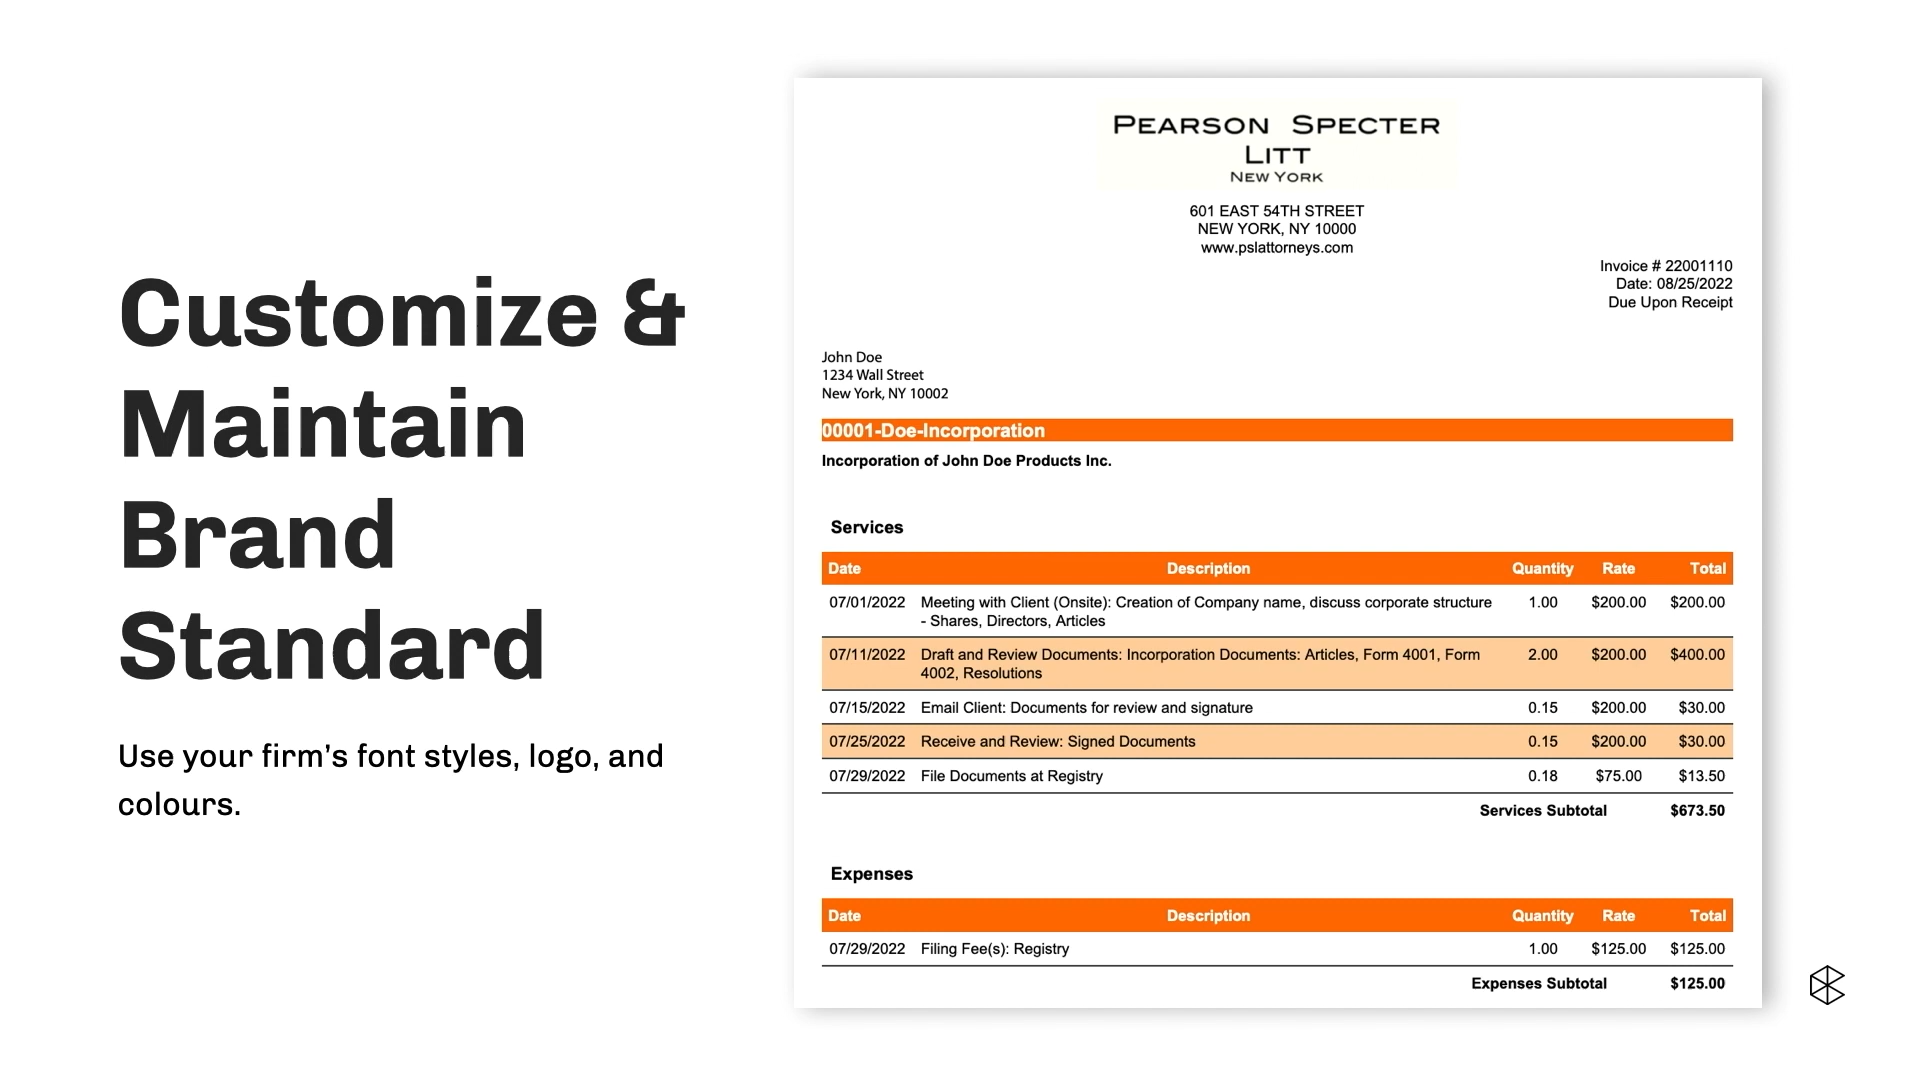 Customize &
Maintain
Brand
Standard
Use your firm's font styles, logo, and
colours.
PEARSON SPECTER
LITT
NEW YORK
601 EAST 54TH STREET
NEW YORK, NY 10000
www.pslattorneys.com
Invoice # 22001110
Date: 08/25/2022
Due Upon Receipt
John Doe
1234 Wall Street
New York, NY 10002
00001-Doe-Incorporation
Incorporation of John Doe Products Inc.
Services
Date Description Quantity Rate Total
07/01/2022 Meeting with Client (Onsite): Creation of Company name, discuss corporate structure 1.00 $200.00 $200.00
- Shares, Directors, Articles
07/11/2022 Draft and Review Documents: Incorporation Documents: Articles, Form 4001, Form 2.00 $200.00 $400.00
4002, Resolutions
07/15/2022 Email Client: Documents for review and signature 0.15 $200.00 $30.00
07/25/2022 Receive and Review: Signed Documents 0.15 $200.00 $30.00
07/29/2022 File Documents at Registry 0.18 $75.00 $13.50
Services Subtotal $673.50
Expenses
Date Description Quantity Rate Total
07/29/2022 Filing Fee(s): Registry 1.00 $125.00 $125.00
Expenses Subtotal $125.00